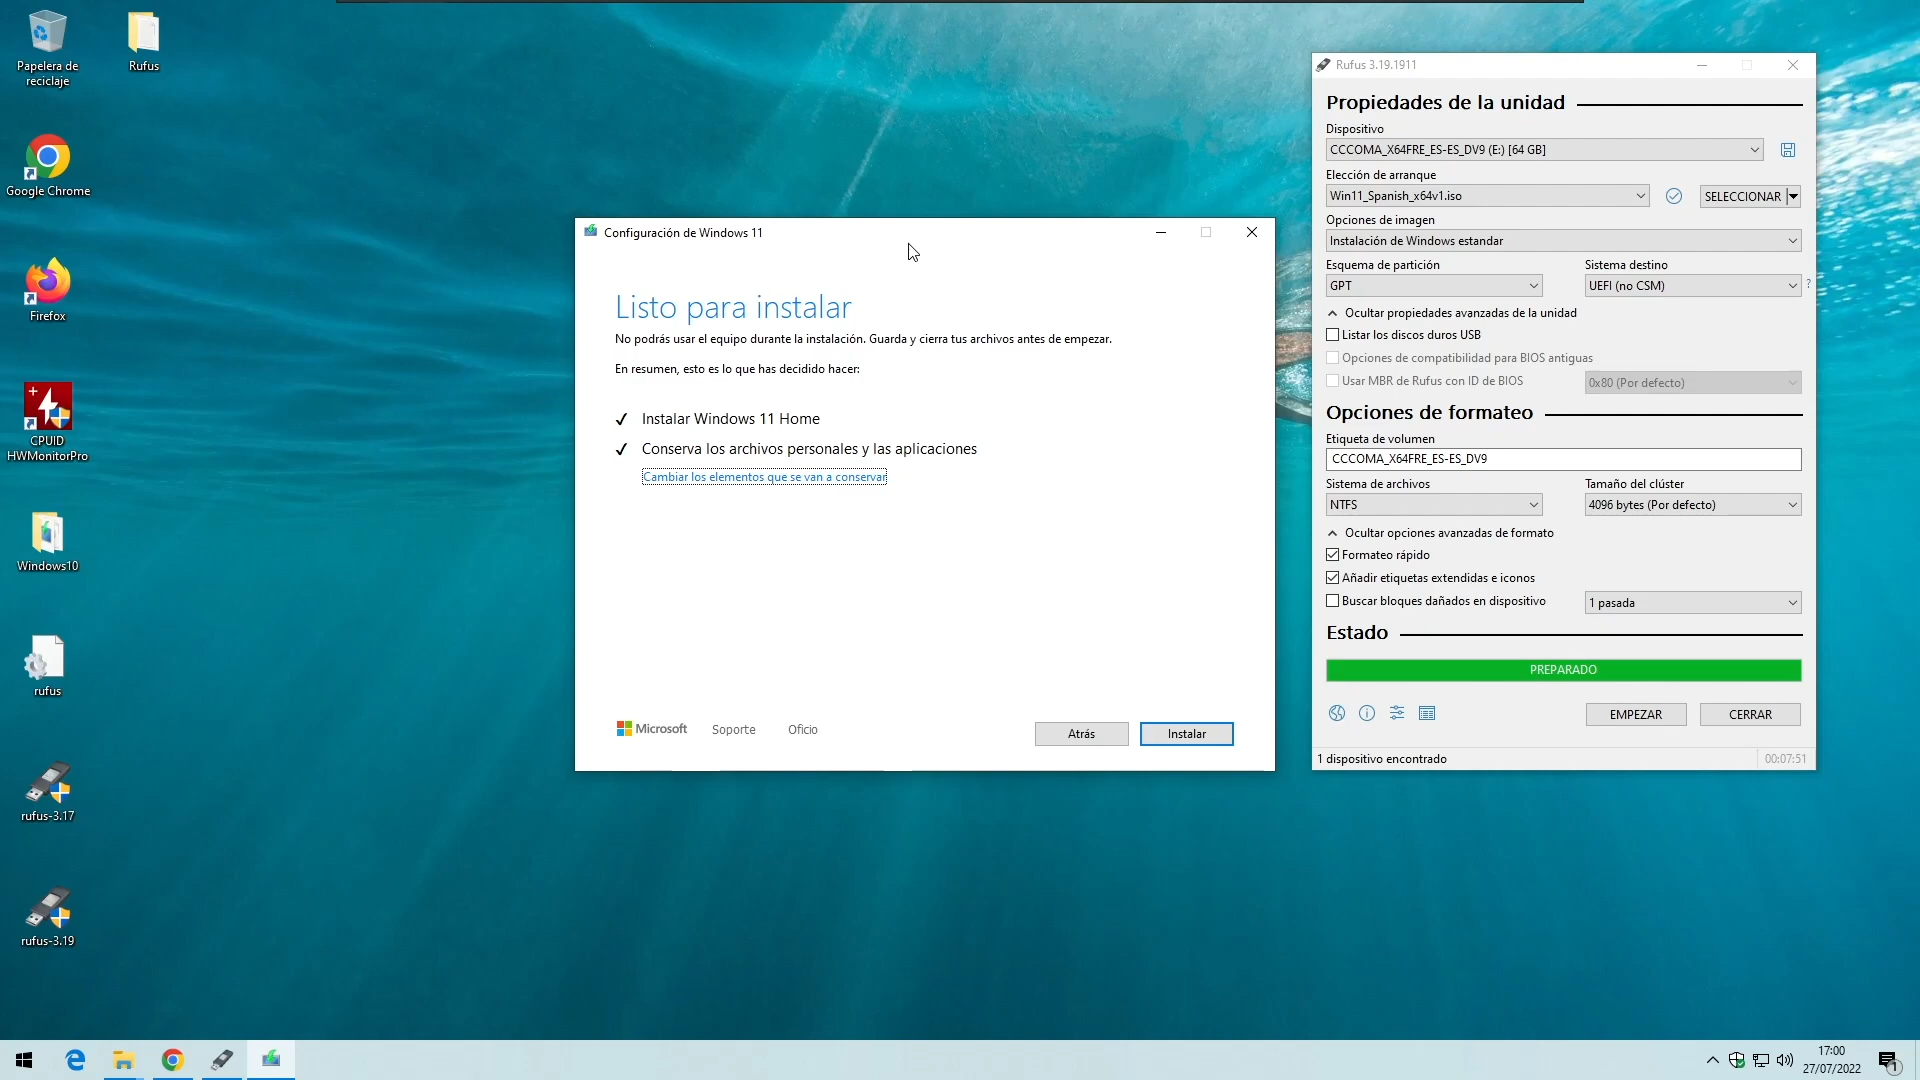 Papelera de
reciclaje
Rufus
Google Chrome
Firefox
CPUID
HWMonitorPro
Windows10
rufus
rufus-3.17
rufus-3.19
Configuración de Windows 11
Listo para instalar
No podrás usar el equipo durante la instalación. Guarda y cierra tus archivos antes de empezar.
En resumen, esto es lo que has decidido hacer:
Instalar Windows 11 Home
Conserva los archivos personales y las aplicaciones
Cambiar los elementos que se van a conservar
Microsoft Soporte Oficio
Atrás Instalar
Rufus 3.19.1911
Propiedades de la unidad
Dispositivo
CCCOMA_X64FRE_ES-ES_DV9 (E:) [64 GB]
Elección de arranque
Win11_Spanish_x64v1.iso SELECCIONAR
Opciones de imagen
Instalación de Windows estandar
Esquema de partición Sistema destino
GPT UEFI (no CSM) ?
Ocultar propiedades avanzadas de la unidad
Listar los discos duros USB
Opciones de compatibilidad para BIOS antiguas
Usar MBR de Rufus con ID de BIOS 0x80 (Por defecto)
Opciones de formateo
Etiqueta de volumen
CCCOMA_X64FRE_ES-ES_DV9
Sistema de archivos Tamaño del clúster
NTFS 4096 bytes (Por defecto)
Ocultar opciones avanzadas de formato
Formateo rápido
Añadir etiquetas extendidas e iconos
Buscar bloques dañados en dispositivo 1 pasada
Estado
PREPARADO
EMPEZAR CERRAR
1 dispositivo encontrado 00:07:51
17:00
27/07/2022
1